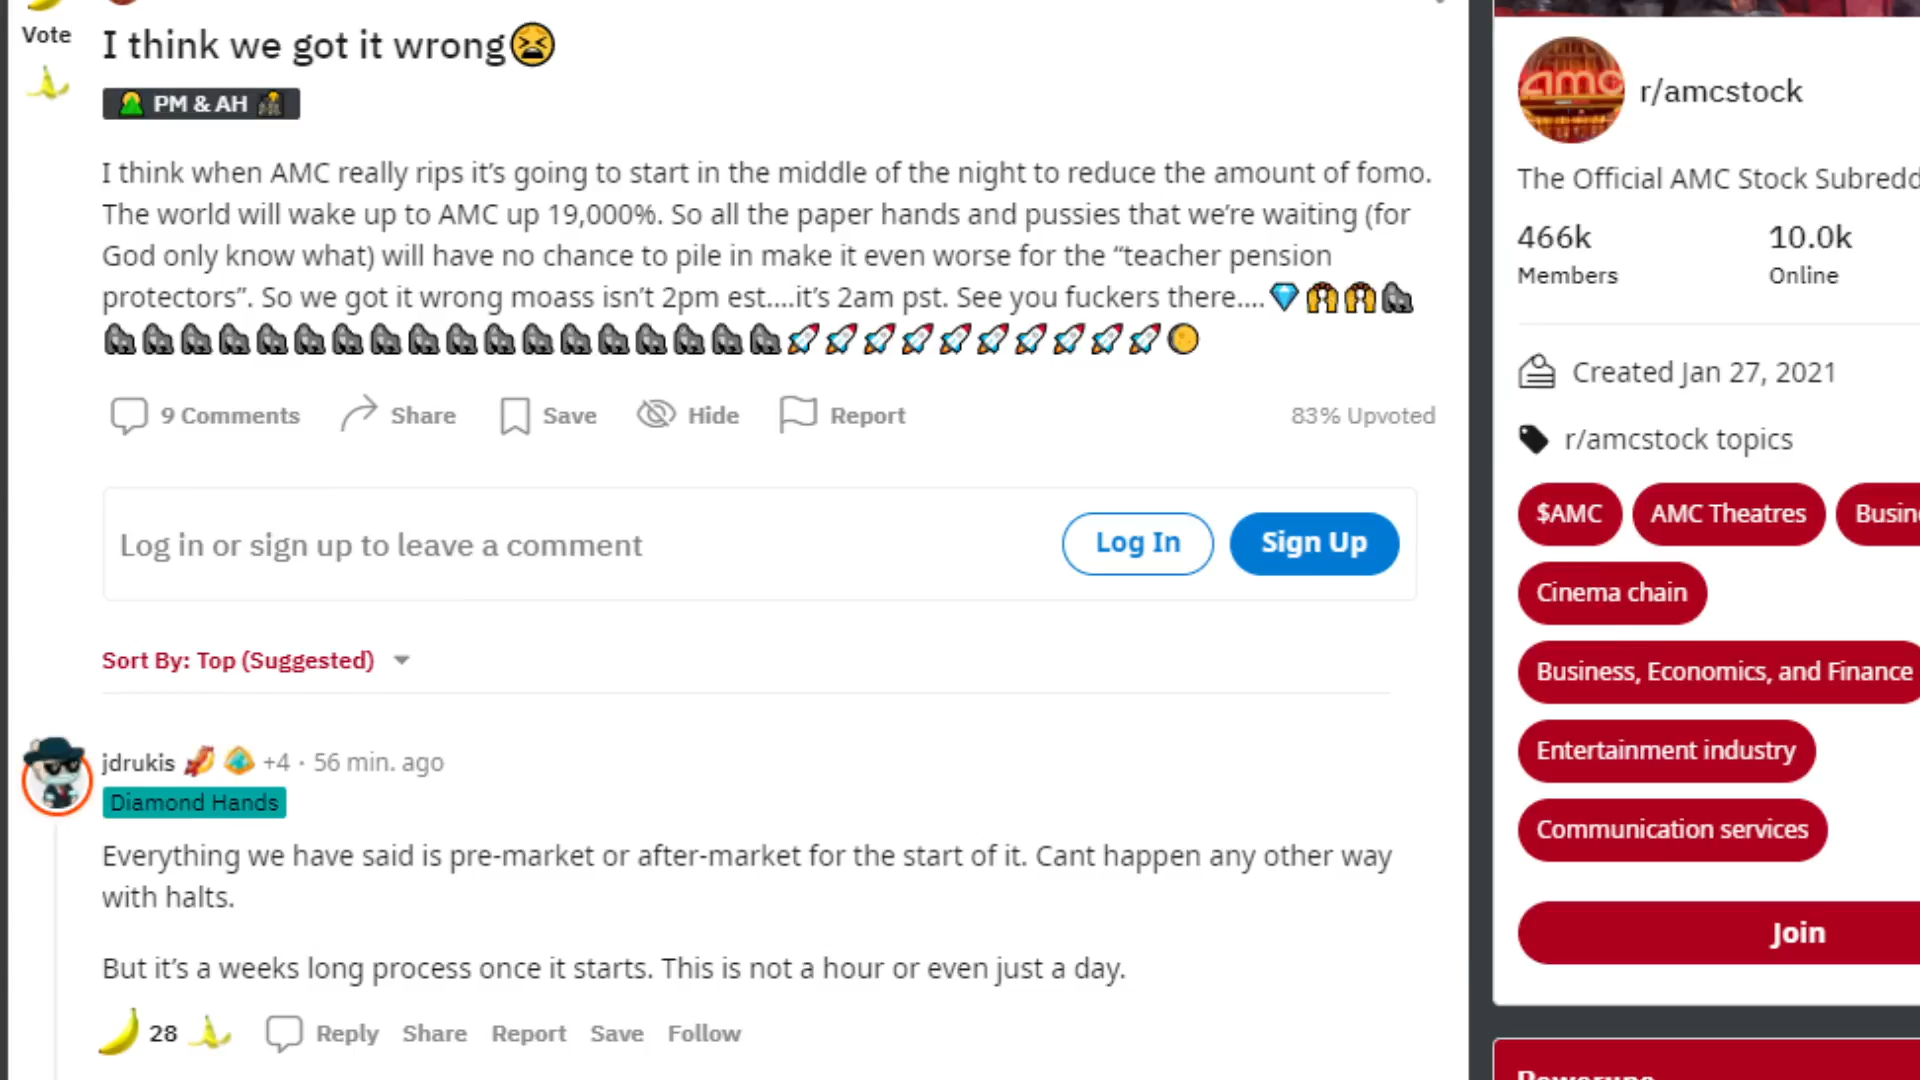 Vote
I think we got it wrong😫
PM & AH
I think when AMC really rips it’s going to start in the middle of the night to reduce the amount of fomo.
The world will wake up to AMC up 19,000%. So all the paper hands and pussies that we’re waiting (for
God only know what) will have no chance to pile in make it even worse for the “teacher pension
protectors”. So we got it wrong moass isn’t 2pm est....it’s 2am pst. See you fuckers there....💎🙌🙌🦍
🦍🦍🦍🦍🦍🦍🦍🦍🦍🦍🦍🦍🦍🦍🦍🦍🦍🦍🚀🚀🚀🚀🚀🚀🚀🚀🚀🚀🌕
9 Comments Share Save Hide Report 83% Upvoted
Log in or sign up to leave a comment Log In Sign Up
Sort By: Top (Suggested)
jdrukis +4 · 56 min. ago
Diamond Hands
Everything we have said is pre-market or after-market for the start of it. Cant happen any other way
with halts.
But it’s a weeks long process once it starts. This is not a hour or even just a day.
28 Reply Share Report Save Follow
amc
r/amcstock
The Official AMC Stock Subredd
466k 10.0k
Members Online
Created Jan 27, 2021
r/amcstock topics
$AMC AMC Theatres Busin
Cinema chain
Business, Economics, and Finance
Entertainment industry
Communication services
Join